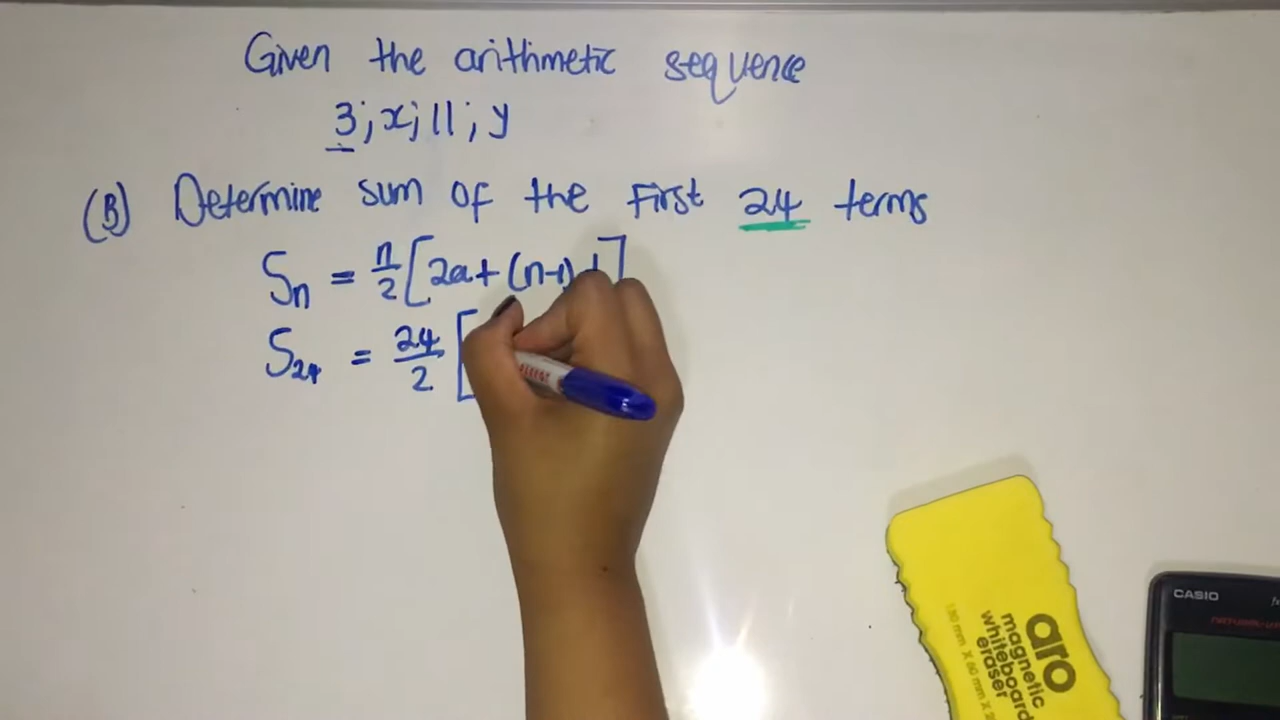 Given the arithmetic sequence
3; x; 11; y
(B) Determine sum of the first 24 terms
Sn = n/2 [2a + (n-1) ]
S24 = 24/2 [
aro
magnetic
whiteboard
eraser
CASIO